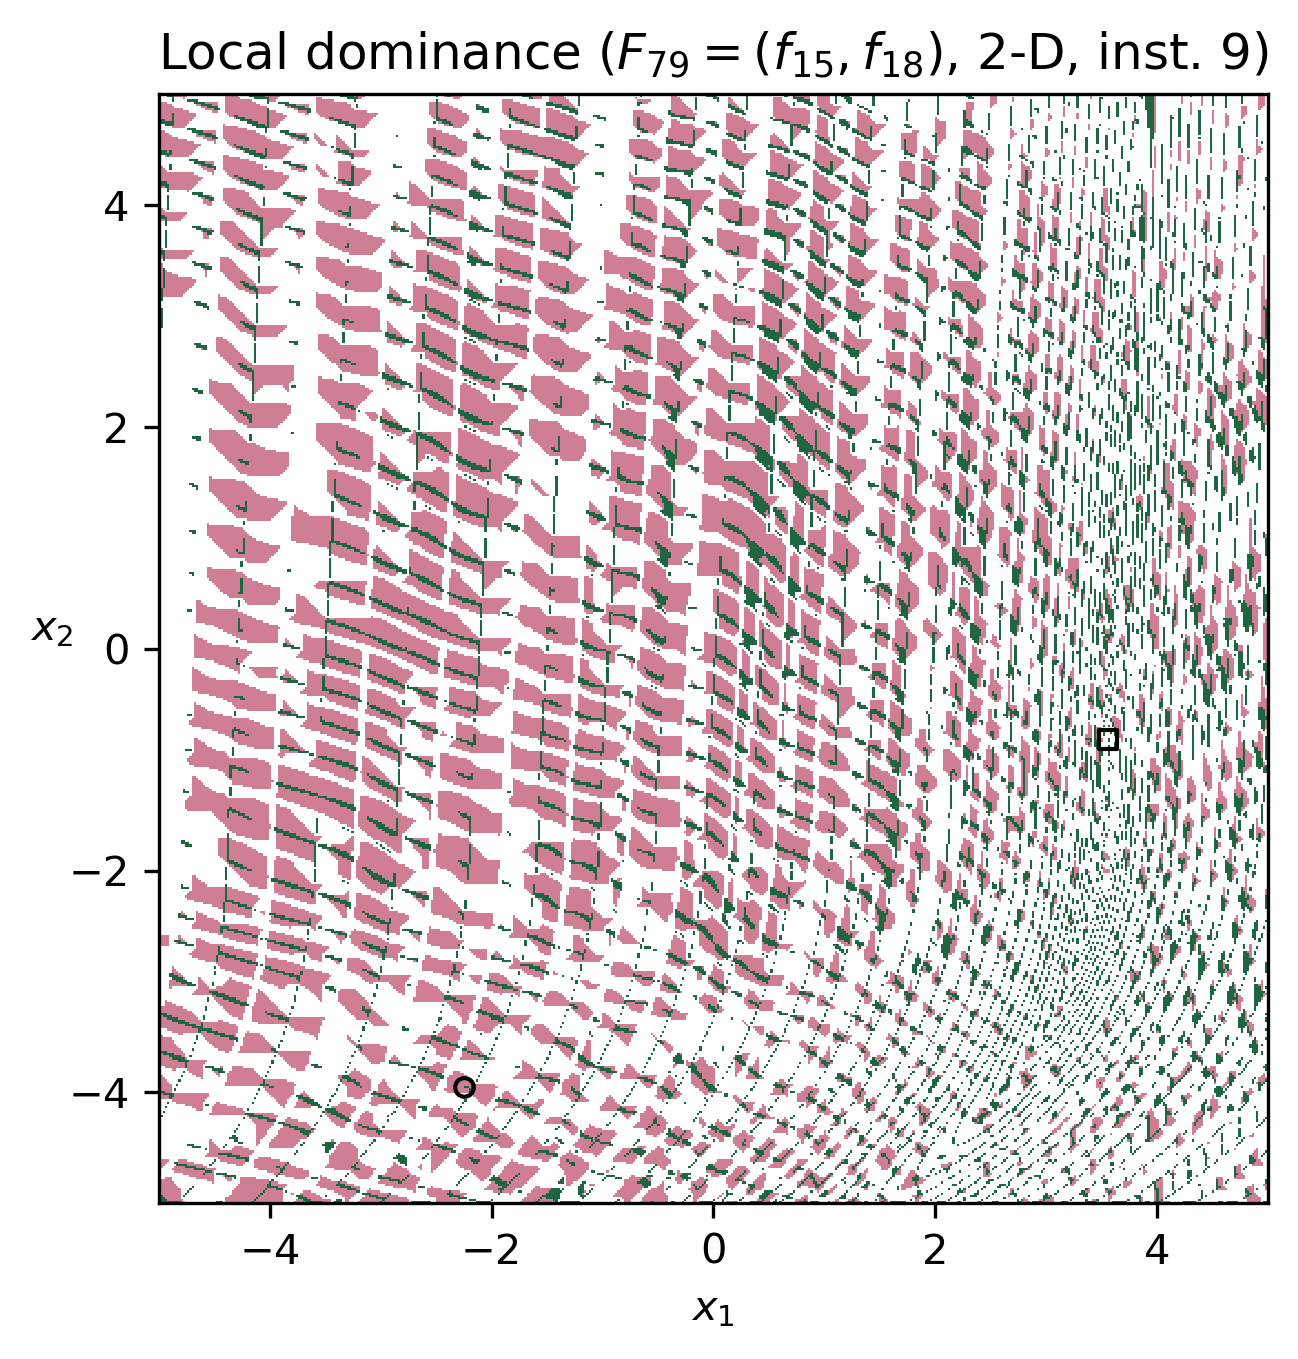 Local dominance (F₇₉ = (f₁₅, f₁₈), 2-D, inst. 9)
4
2
x₂
0
−2
−4
−4 −2 0 2 4
x₁